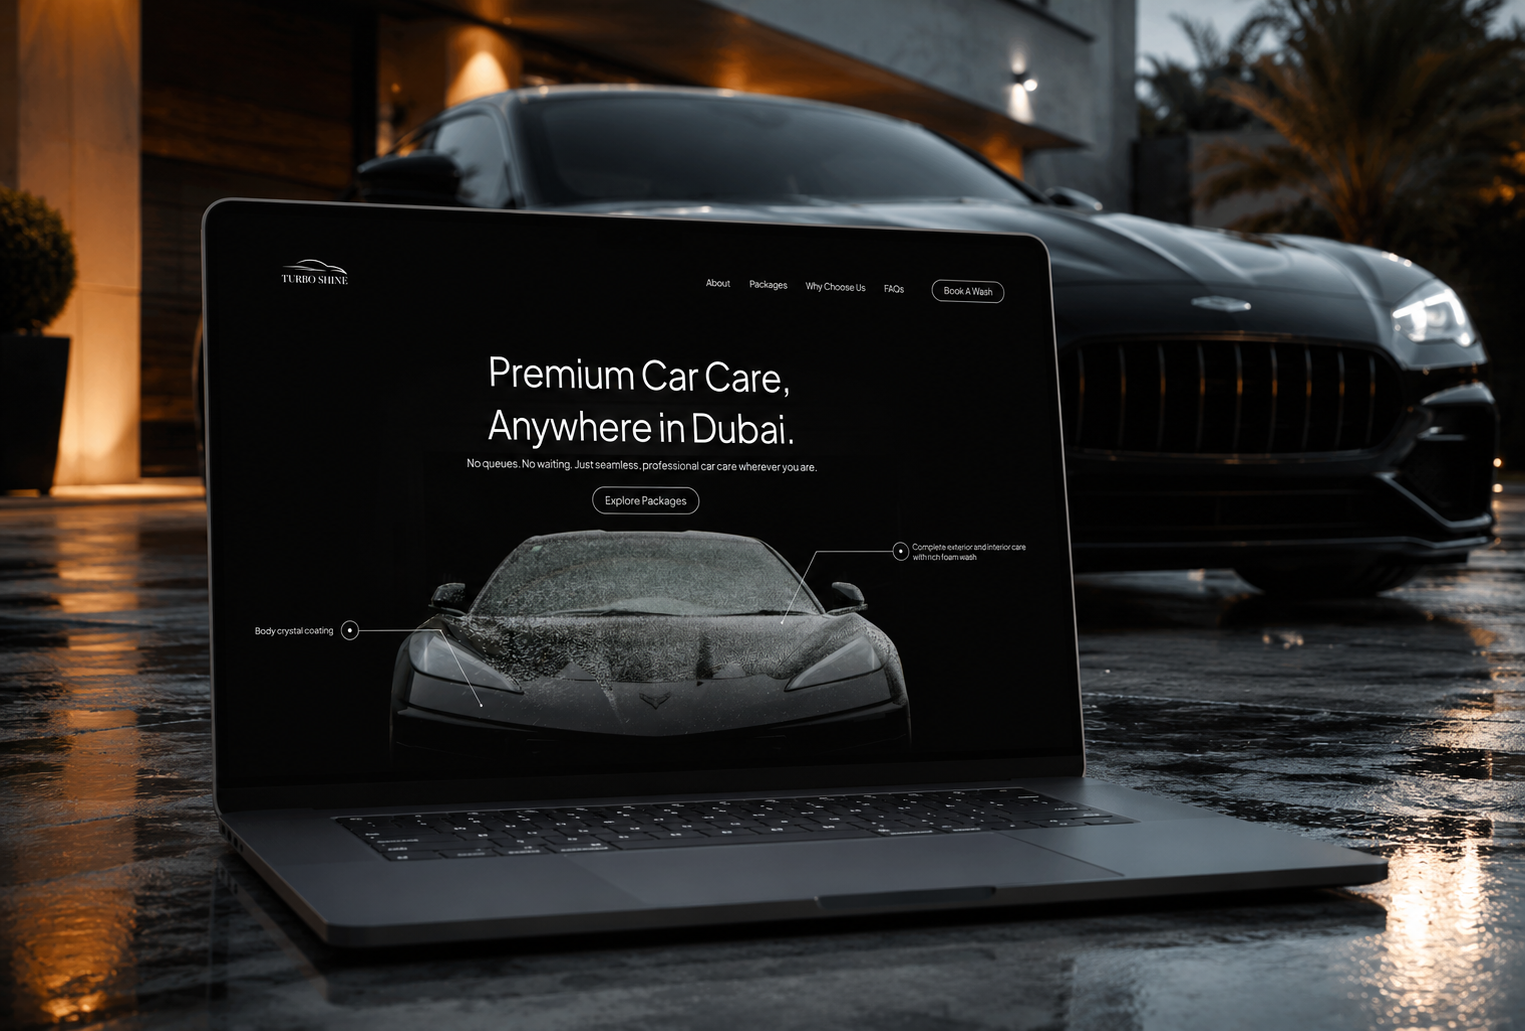 TURBO SHINE
About
Packages
Why Choose Us
FAQs
Book A Wash
Premium Car Care,
Anywhere in Dubai.
No queues. No waiting. Just seamless, professional car care wherever you are.
Explore Packages
Complete exterior and interior care
with rich foam wash
Body crystal coating